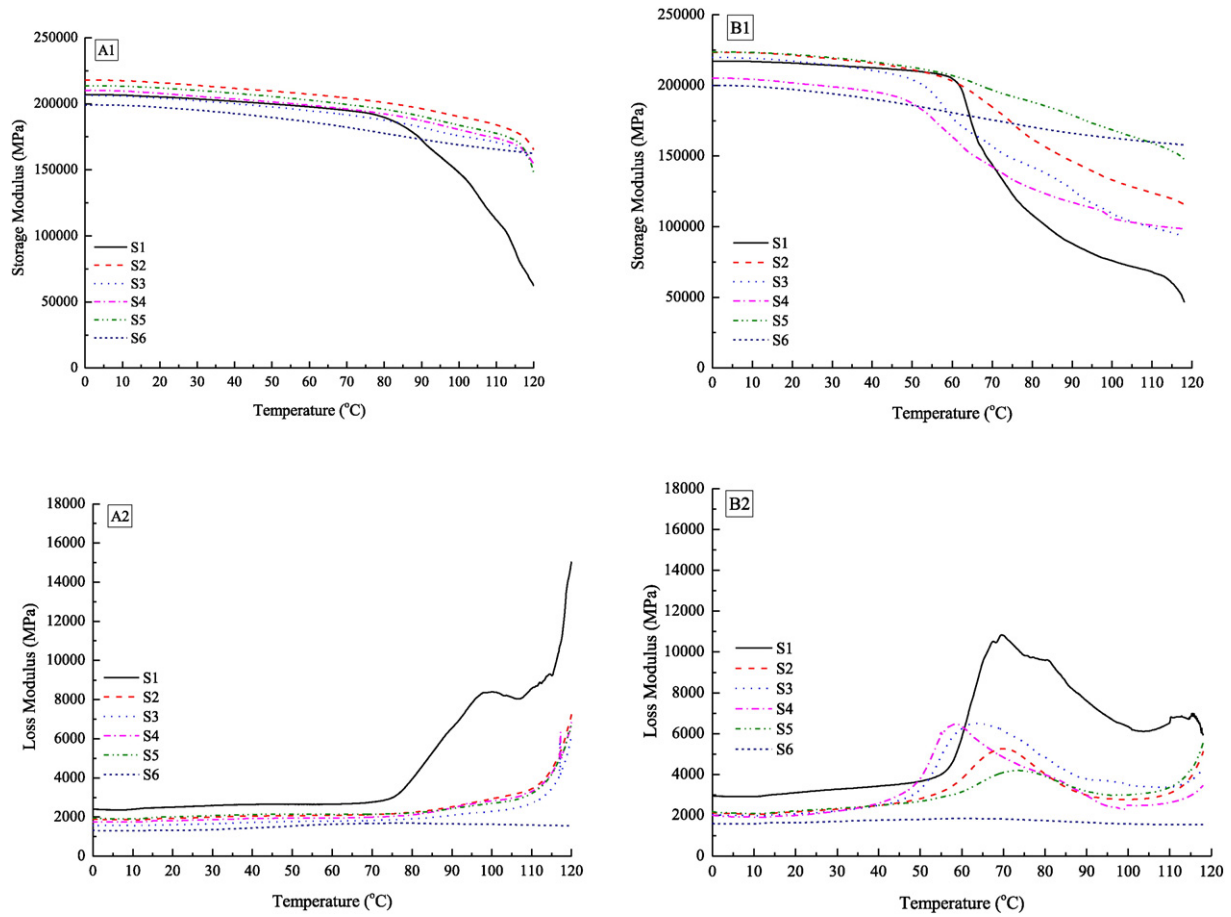 A1
Storage Modulus (MPa)
250000
200000
150000
100000
50000
0
S1
S2
S3
S4
S5
S6
0 10 20 30 40 50 60 70 80 90 100 110 120
Temperature (°C)
B1
Storage Modulus (MPa)
250000
200000
150000
100000
50000
0
S1
S2
S3
S4
S5
S6
0 10 20 30 40 50 60 70 80 90 100 110 120
Temperature (°C)
A2
Loss Modulus (MPa)
18000
16000
14000
12000
10000
8000
6000
4000
2000
0
S1
S2
S3
S4
S5
S6
0 10 20 30 40 50 60 70 80 90 100 110 120
Temperature (°C)
B2
Loss Modulus (MPa)
18000
16000
14000
12000
10000
8000
6000
4000
2000
0
S1
S2
S3
S4
S5
S6
0 10 20 30 40 50 60 70 80 90 100 110 120
Temperature (°C)